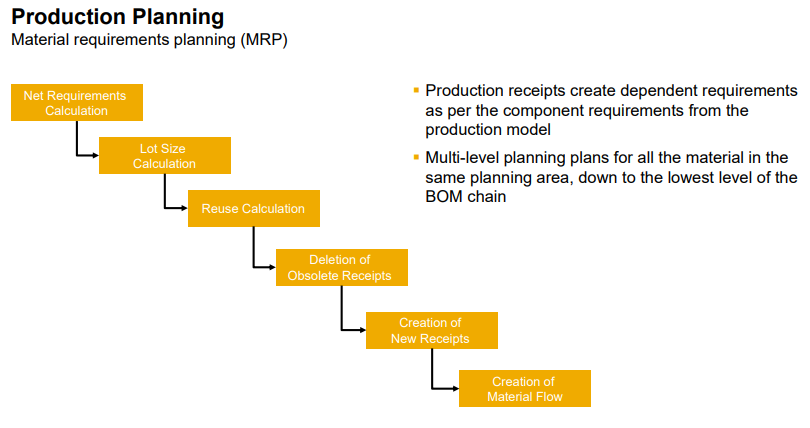 Production Planning
Material requirements planning (MRP)
Net Requirements
Calculation
Lot Size
Calculation
Reuse Calculation
Deletion of
Obsolete Receipts
Creation of
New Receipts
Creation of
Material Flow
▪ Production receipts create dependent requirements
as per the component requirements from the
production model
▪ Multi-level planning plans for all the material in the
same planning area, down to the lowest level of the
BOM chain